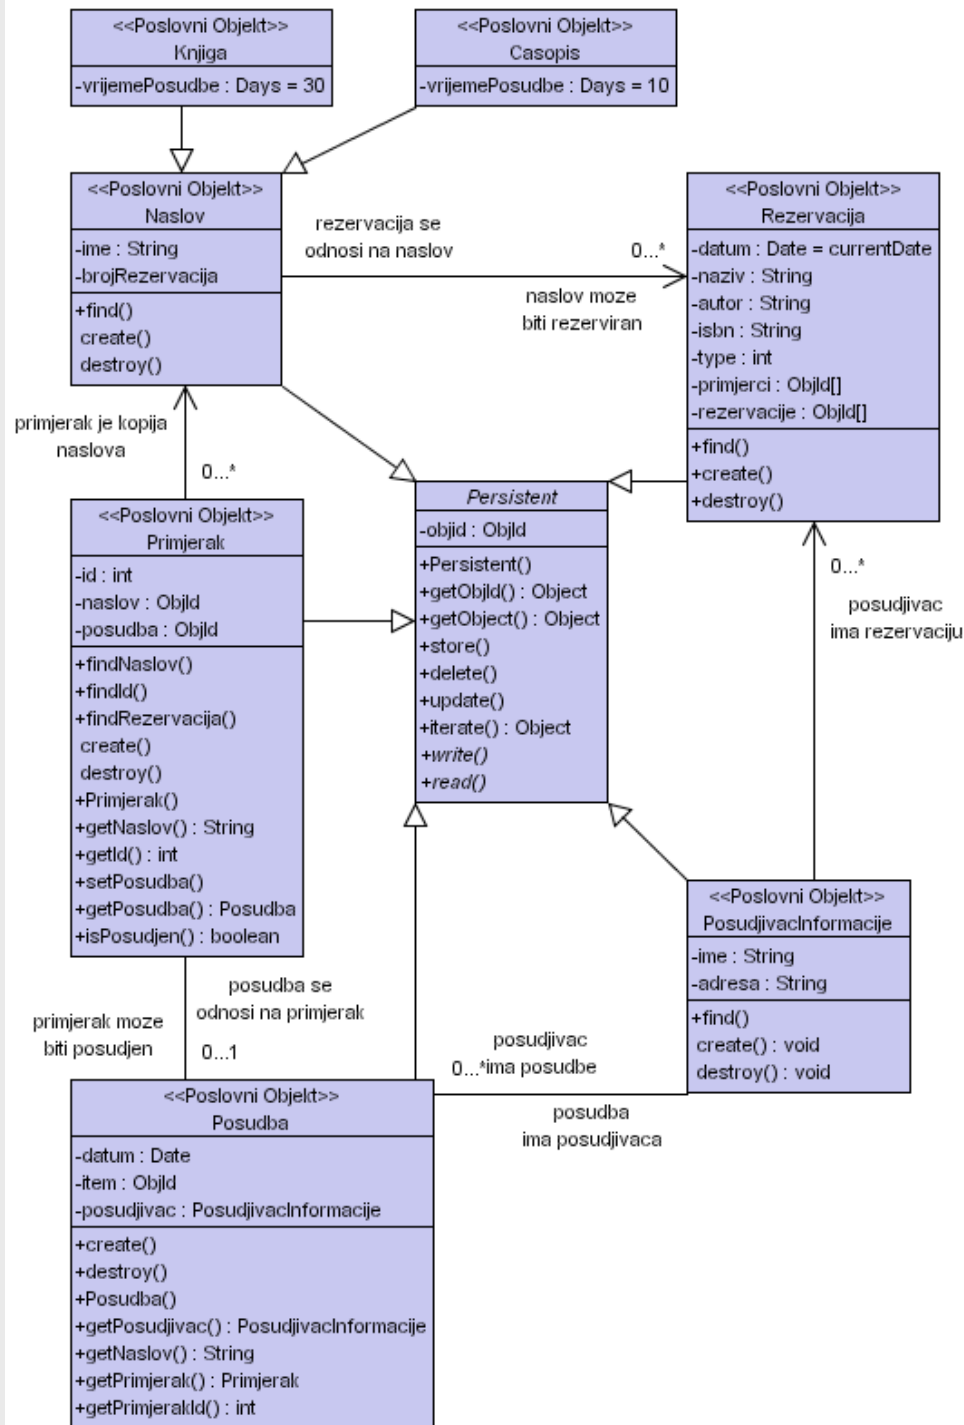 <<Poslovni Objekt>>
Knjiga
-vrijemePosudbe : Days = 30
<<Poslovni Objekt>>
Casopis
-vrijemePosudbe : Days = 10
<<Poslovni Objekt>>
Naslov
-ime : String
-brojRezervacija
+find()
create()
destroy()
rezervacija se
odnosi na naslov
0...*
naslov moze
biti rezerviran
<<Poslovni Objekt>>
Rezervacija
-datum : Date = currentDate
-naziv : String
-autor : String
-isbn : String
-type : int
-primjerci : ObjId[]
-rezervacije : ObjId[]
+find()
+create()
+destroy()
primjerak je kopija
naslova
0...*
<<Poslovni Objekt>>
Primjerak
-id : int
-naslov : ObjId
-posudba : ObjId
+findNaslov()
+findId()
+findRezervacija()
create()
destroy()
+Primjerak()
+getNaslov() : String
+getId() : int
+setPosudba()
+getPosudba() : Posudba
+isPosudjen() : boolean
Persistent
-objid : ObjId
+Persistent()
+getObjId() : Object
+getObject() : Object
+store()
+delete()
+update()
+iterate() : Object
+write()
+read()
0...*
posudjivac
ima rezervaciju
<<Poslovni Objekt>>
PosudjivacInformacije
-ime : String
-adresa : String
+find()
create() : void
destroy() : void
posudba se
odnosi na primjerak
primjerak moze
biti posudjen
0...1
posudjivac
0...*ima posudbe
posudba
ima posudjivaca
<<Poslovni Objekt>>
Posudba
-datum : Date
-item : ObjId
-posudjivac : PosudjivacInformacije
+create()
+destroy()
+Posudba()
+getPosudjivac() : PosudjivacInformacije
+getNaslov() : String
+getPrimjerak() : Primjerak
+getPrimjerakId() : int